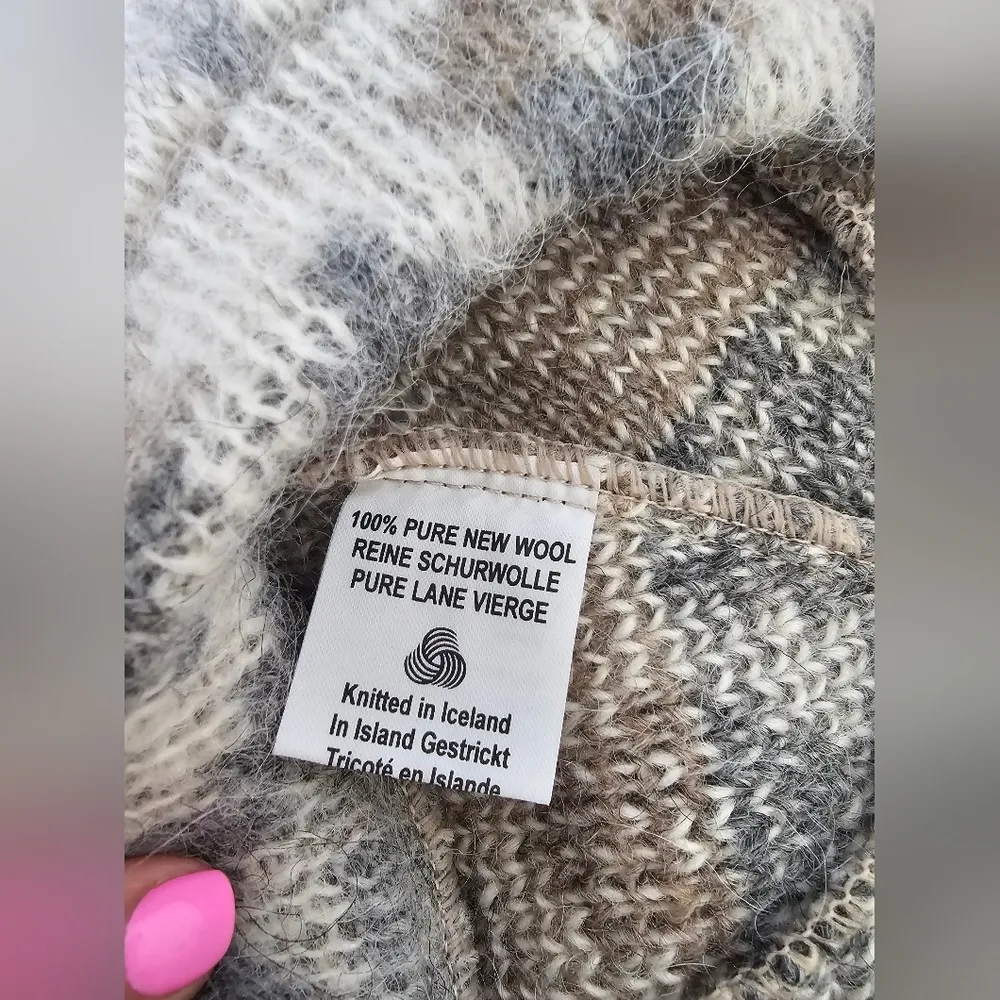 100% PURE NEW WOOL
REINE SCHURWOLLE
PURE LANE VIERGE
Knitted in Iceland
In Island Gestrickt
Tricoté en Islande